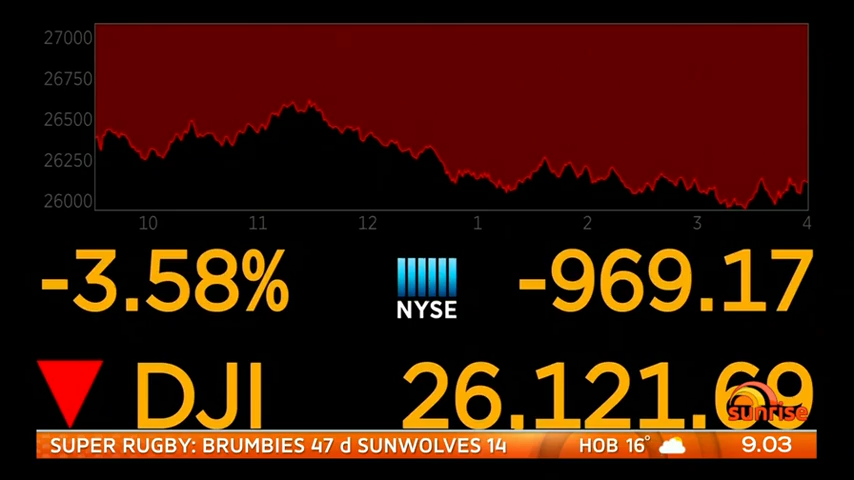 27000
26750
26500
26250
26000
10 11 12 1 2 3 4
-3.58% NYSE -969.17
DJI 26,121.69
sunrise
SUPER RUGBY: BRUMBIES 47 d SUNWOLVES 14 HOB 16° 9.03